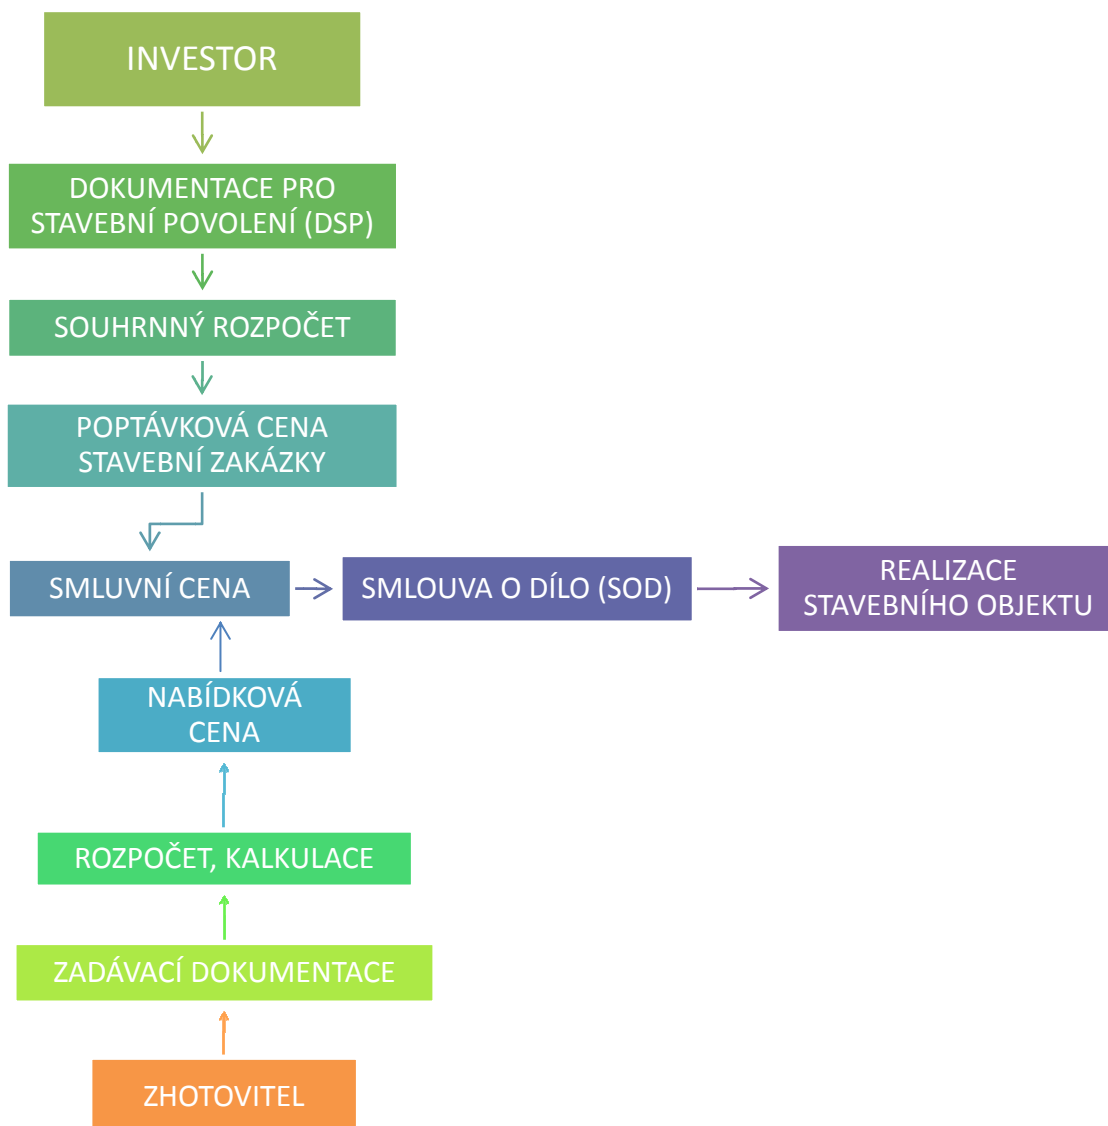 INVESTOR
DOKUMENTACE PRO
STAVEBNÍ POVOLENÍ (DSP)
SOUHRNNÝ ROZPOČET
POPTÁVKOVÁ CENA
STAVEBNÍ ZAKÁZKY
SMLUVNÍ CENA
SMLOUVA O DÍLO (SOD)
REALIZACE
STAVEBNÍHO OBJEKTU
NABÍDKOVÁ
CENA
ROZPOČET, KALKULACE
ZADÁVACÍ DOKUMENTACE
ZHOTOVITEL